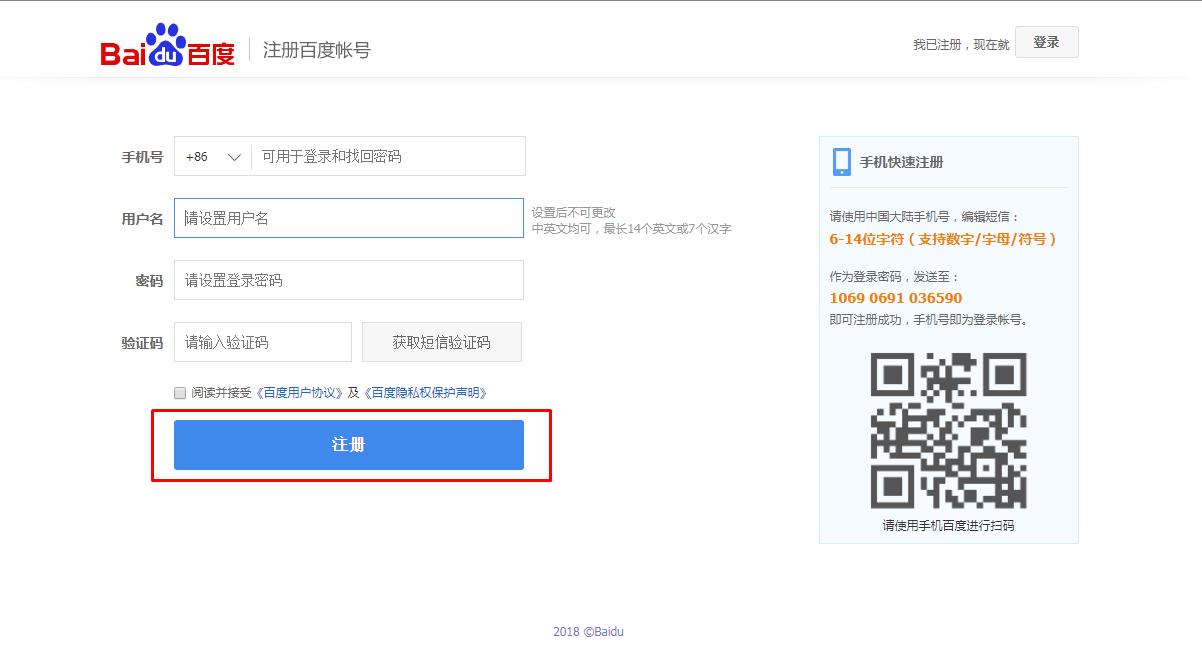 Baidu百度 注册百度帐号
我已注册，现在就 登录
手机号 +86 可用于登录和找回密码
用户名 请设置用户名
设置后不可更改
中英文均可，最长14个英文或7个汉字
密码 请设置登录密码
验证码 请输入验证码 获取短信验证码
阅读并接受《百度用户协议》及《百度隐私权保护声明》
注册
手机快速注册
请使用中国大陆手机号，编辑短信：
6-14位字符（支持数字/字母/符号）
作为登录密码，发送至：
1069 0691 036590
即可注册成功，手机号即为登录帐号。
请使用手机百度进行扫码
2018 ©Baidu